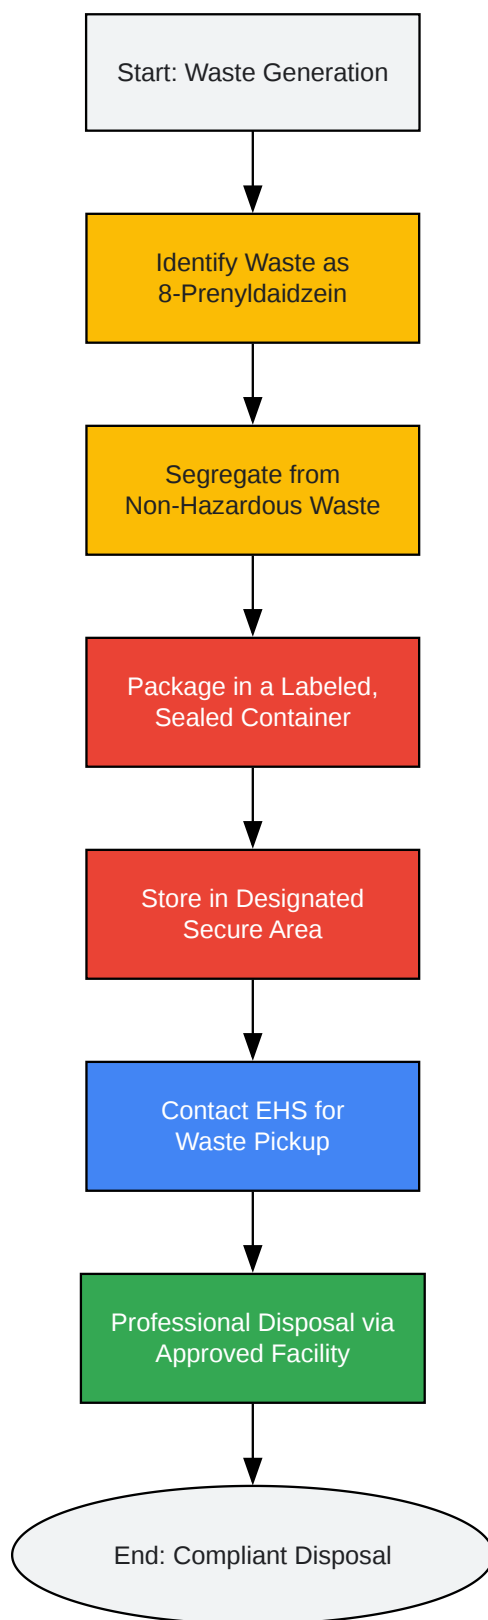 Start: Waste Generation
Identify Waste as
8-Prenyldaidzein
Segregate from
Non-Hazardous Waste
Package in a Labeled,
Sealed Container
Store in Designated
Secure Area
Contact EHS for
Waste Pickup
Professional Disposal via
Approved Facility
End: Compliant Disposal